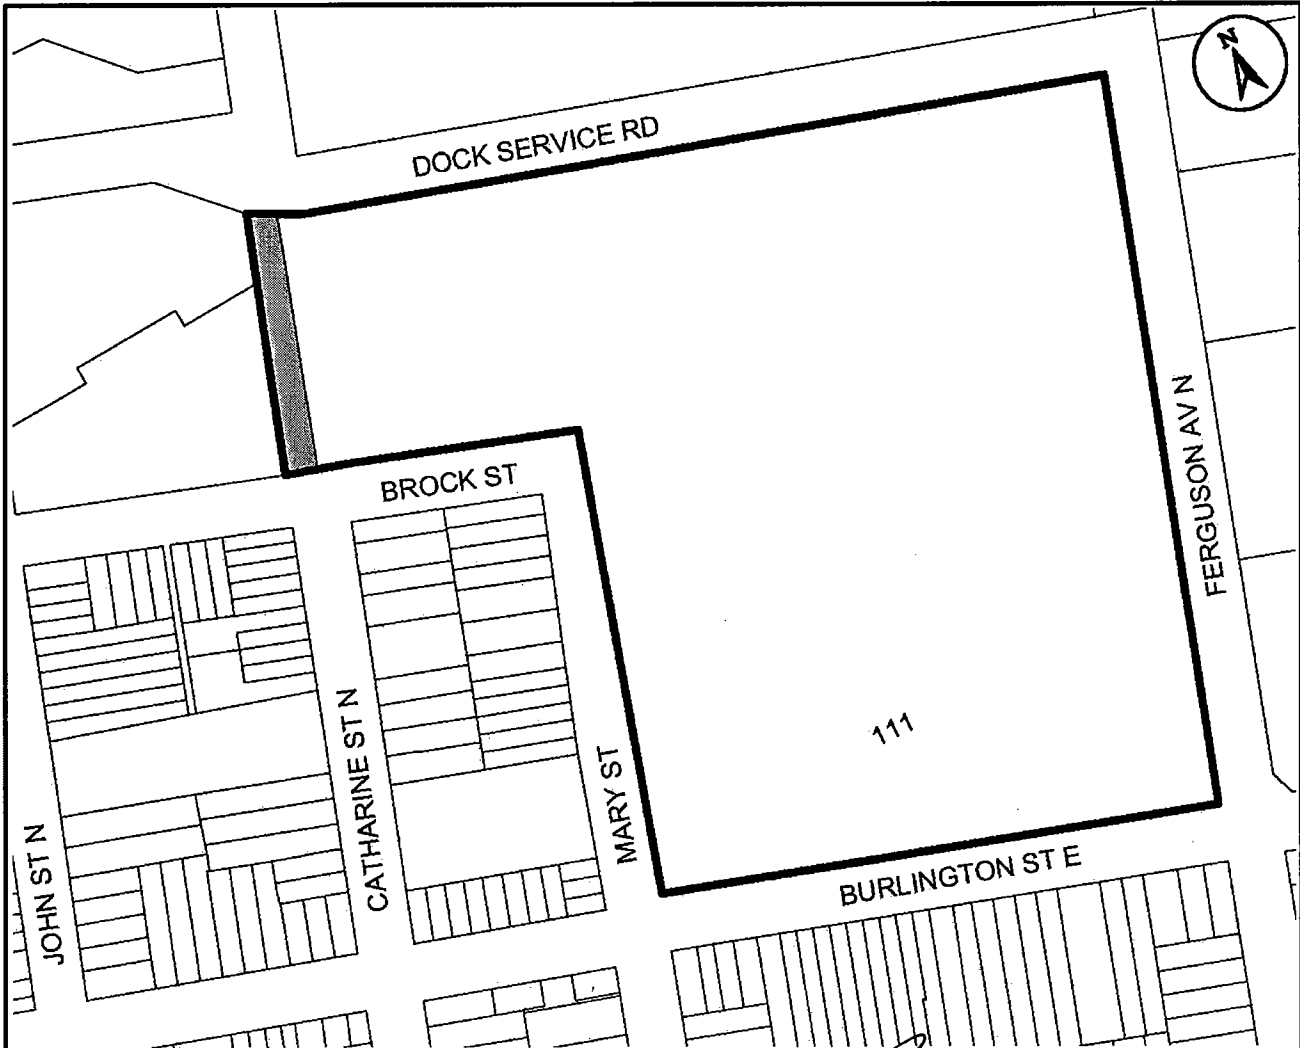 N
DOCK SERVICE RD
BROCK ST
FERGUSON AV N
111
CATHARINE ST N
MARY ST
JOHN ST N
BURLINGTON ST E